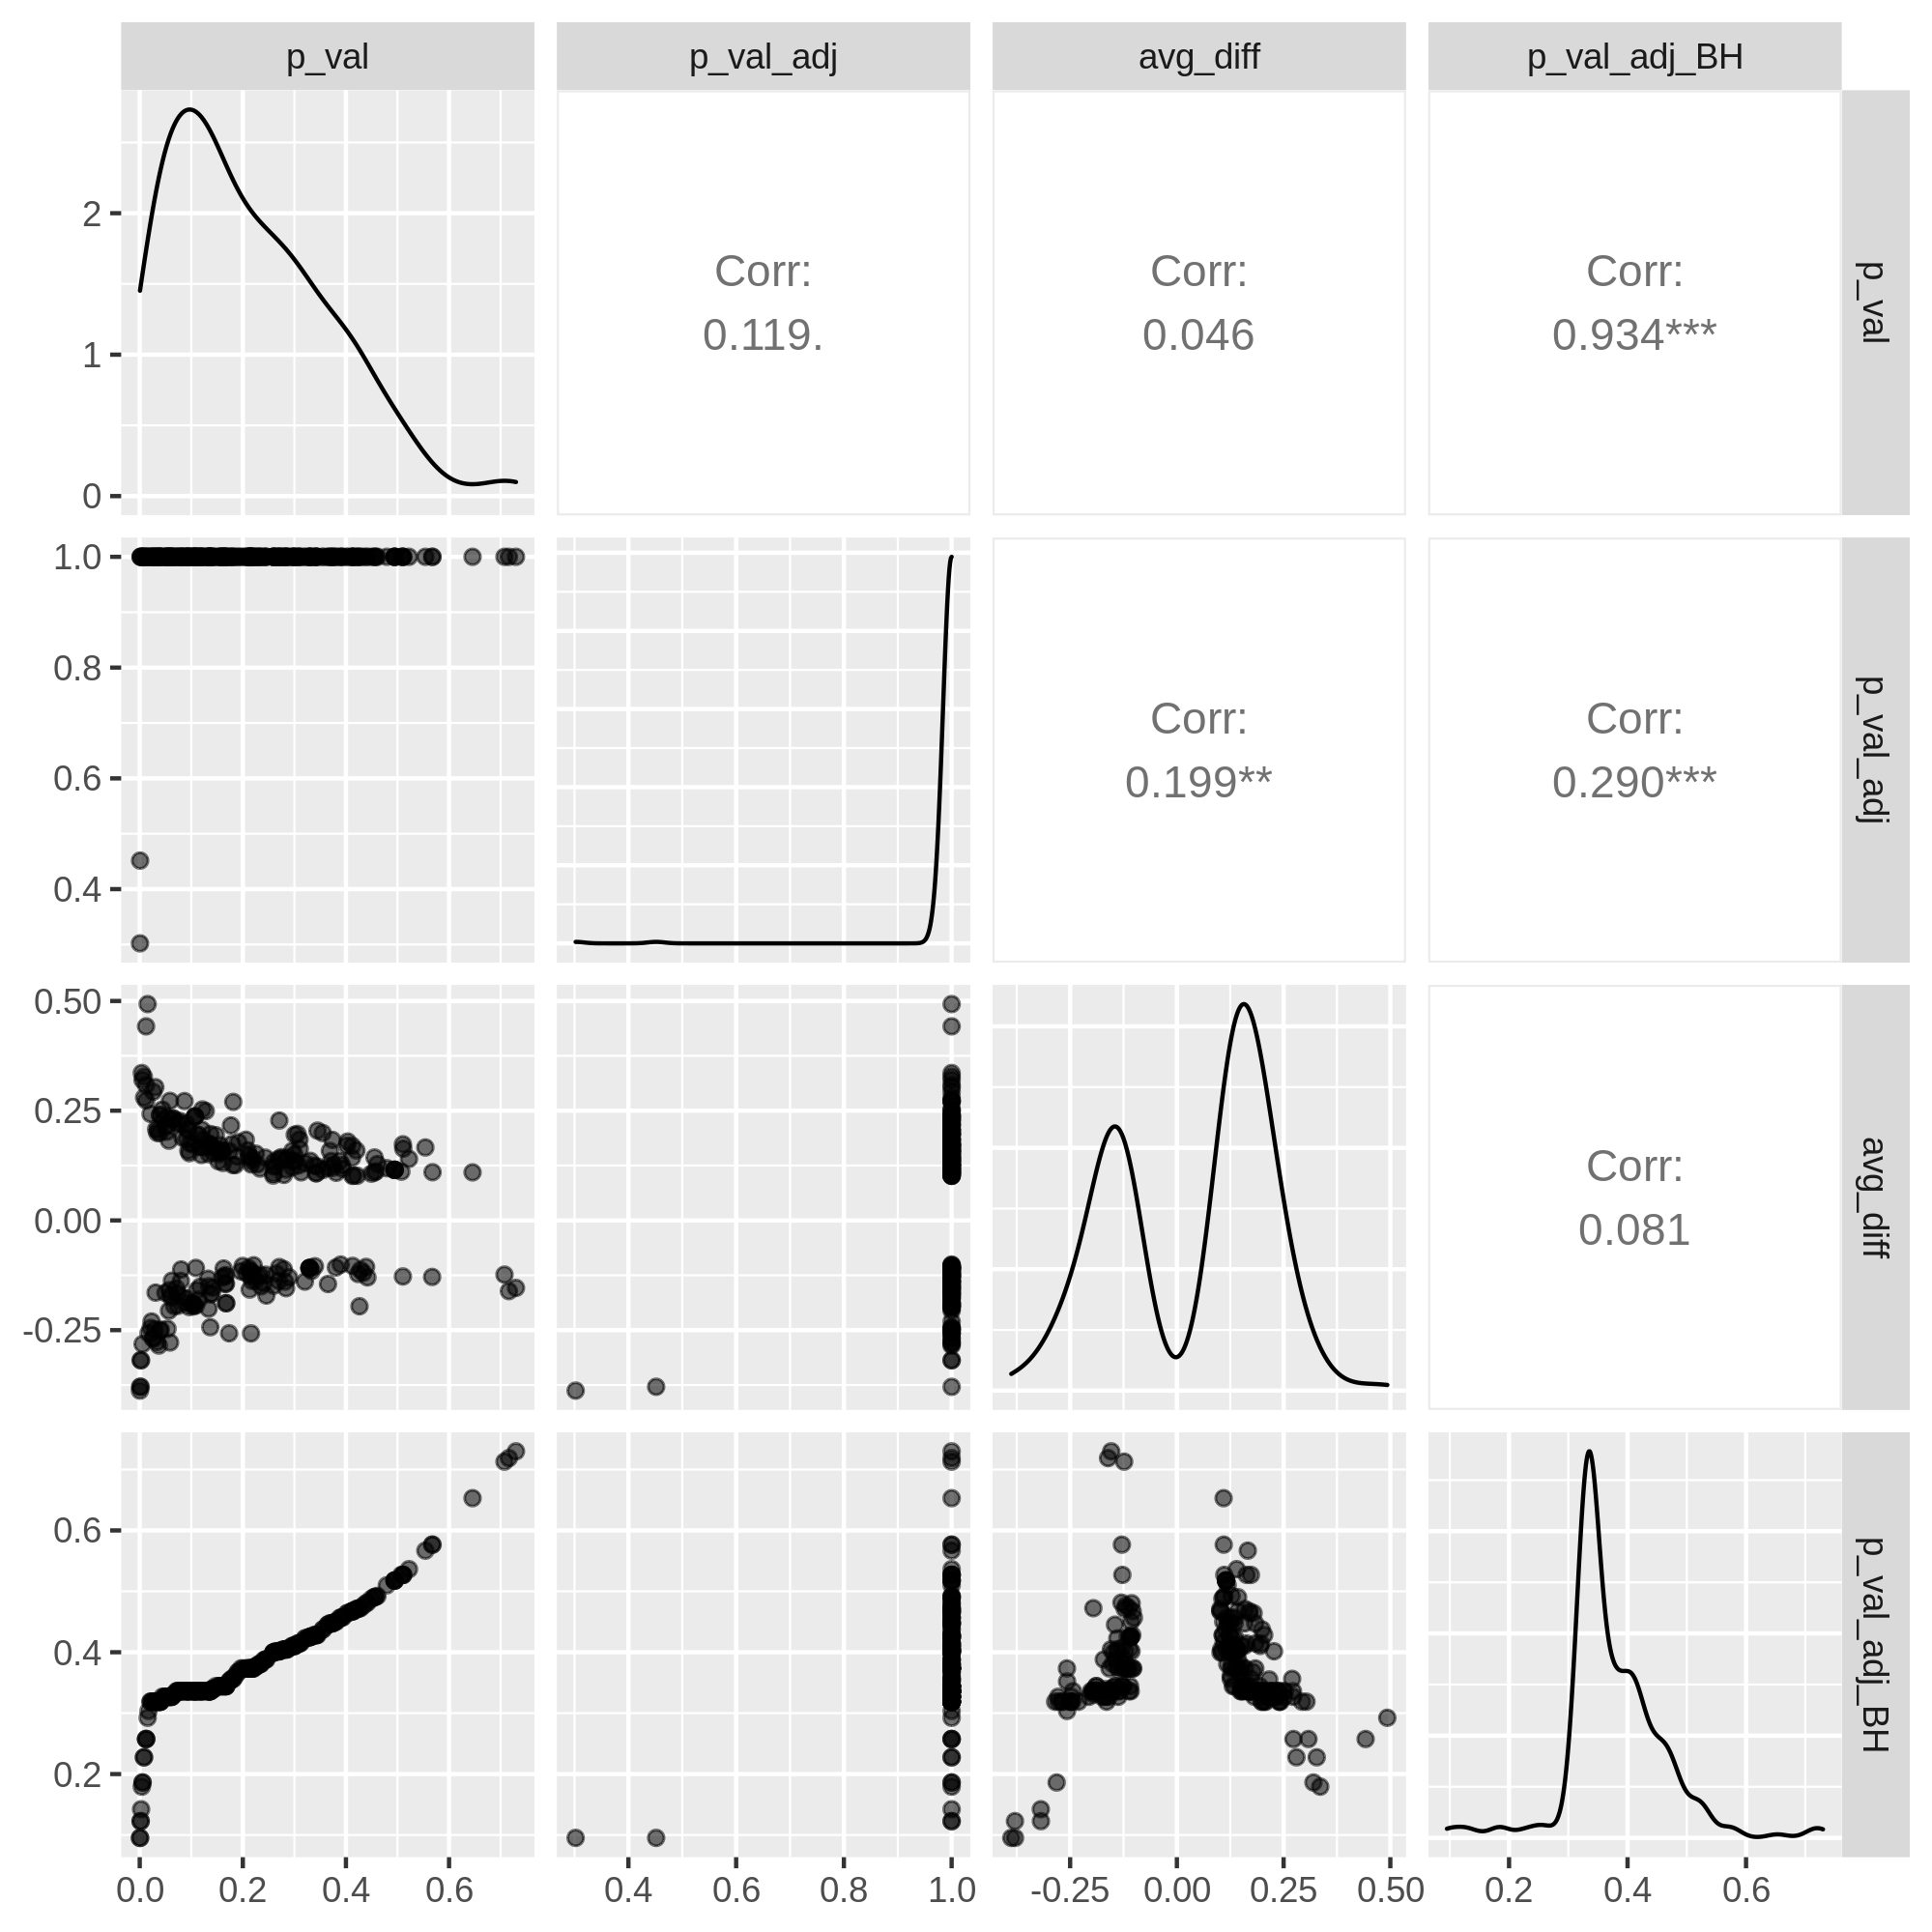 p_val p_val_adj avg_diff p_val_adj_BH
2
1
0
Corr:
0.119.
Corr:
0.046
Corr:
0.934***
p_val
1.0
0.8
0.6
0.4
Corr:
0.199**
Corr:
0.290***
p_val_adj
0.50
0.25
0.00
-0.25
Corr:
0.081
avg_diff
0.6
0.4
0.2
p_val_adj_BH
0.0 0.2 0.4 0.6 0.4 0.6 0.8 1.0 -0.25 0.00 0.25 0.50 0.2 0.4 0.6